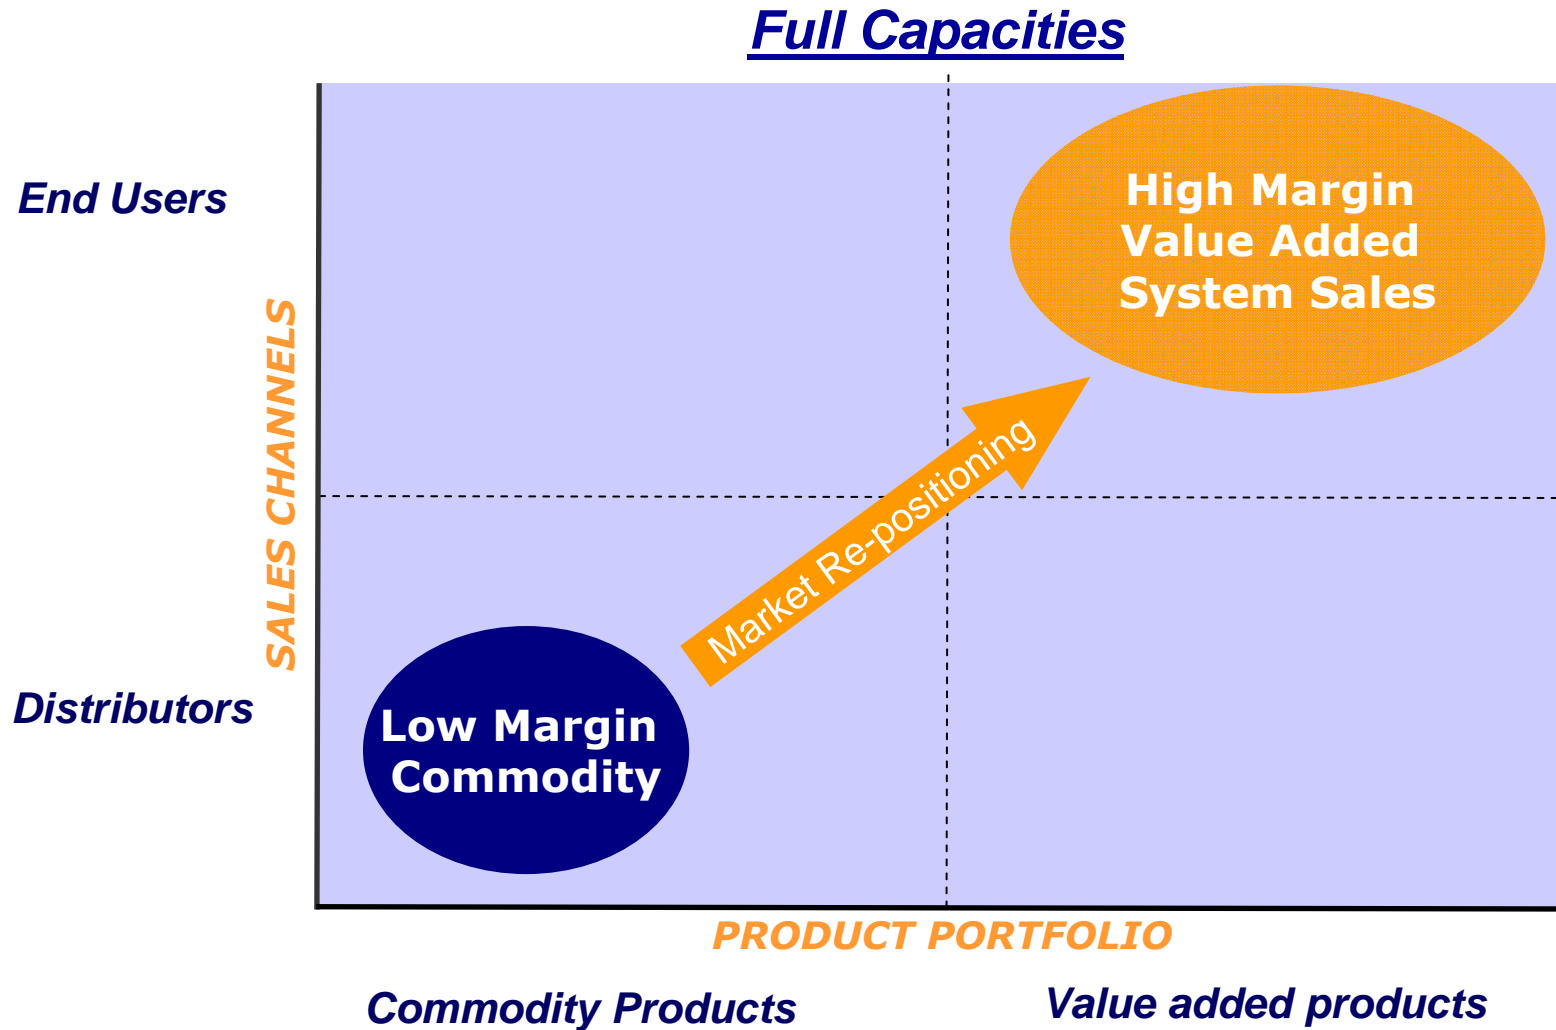 Full Capacities
End Users
High Margin
Value Added
System Sales
SALES CHANNELS
Market Re-positioning
Distributors
Low Margin
Commodity
PRODUCT PORTFOLIO
Commodity Products
Value added products